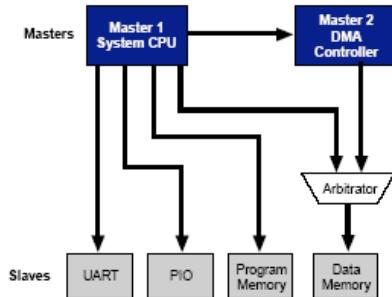 Masters
Master 1
System CPU
Master 2
DMA
Controller
Arbitrator
Slaves
UART
PIO
Program
Memory
Data
Memory